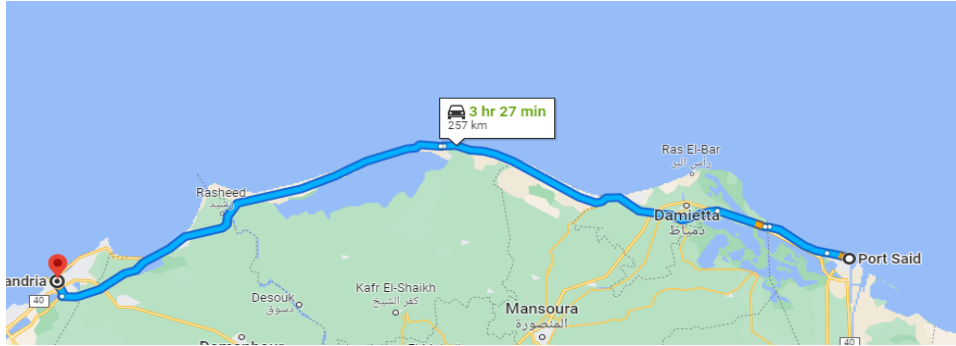 3 hr 27 min
257 km
Ras El-Bar
رأس البر
Rasheed
رشيد
Damietta
دمياط
Port Said
andria
40
Desouk
دسوق
Kafr El-Shaikh
كفر الشيخ
Mansoura
المنصورة
40